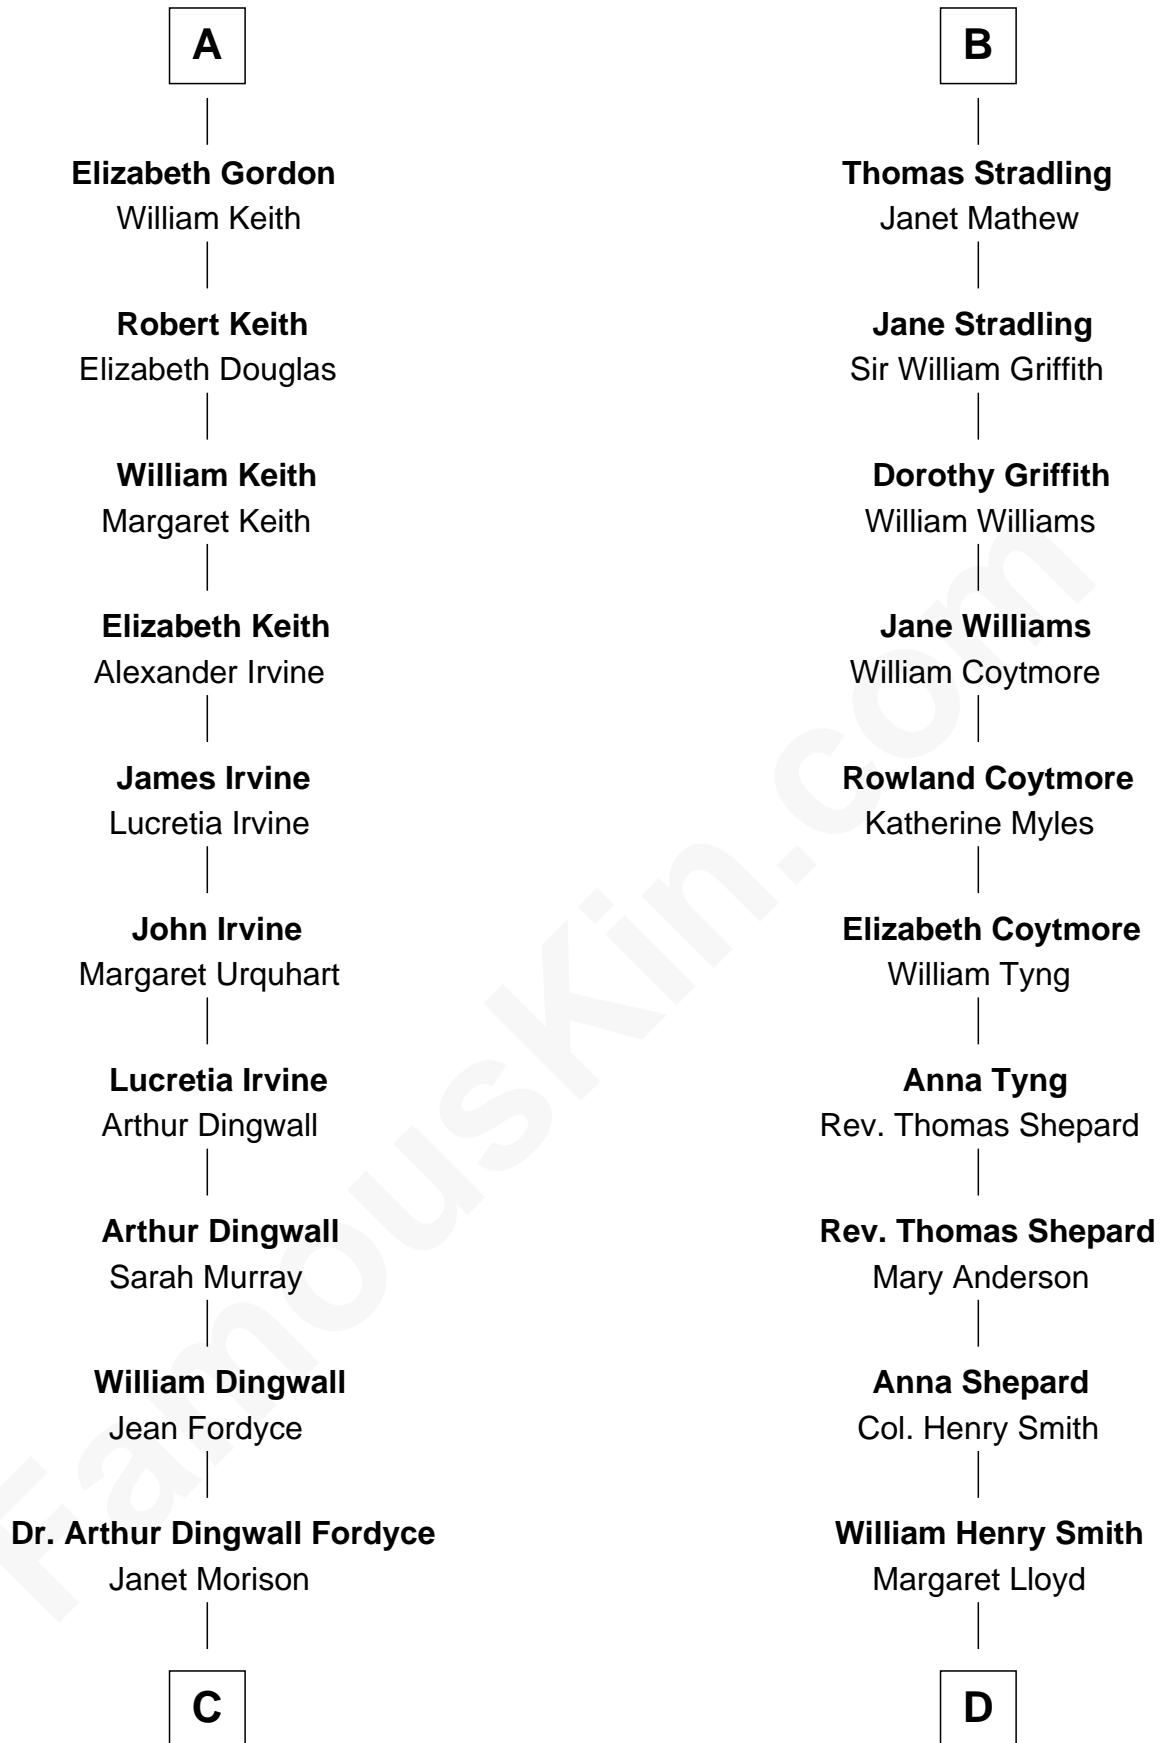 A
Elizabeth Gordon
William Keith
Robert Keith
Elizabeth Douglas
William Keith
Margaret Keith
Elizabeth Keith
Alexander Irvine
James Irvine
Lucretia Irvine
John Irvine
Margaret Urquhart
Lucretia Irvine
Arthur Dingwall
Arthur Dingwall
Sarah Murray
William Dingwall
Jean Fordyce
Dr. Arthur Dingwall Fordyce
Janet Morison
C
B
Thomas Stradling
Janet Mathew
Jane Stradling
Sir William Griffith
Dorothy Griffith
William Williams
Jane Williams
William Coytmore
Rowland Coytmore
Katherine Myles
Elizabeth Coytmore
William Tyng
Anna Tyng
Rev. Thomas Shepard
Rev. Thomas Shepard
Mary Anderson
Anna Shepard
Col. Henry Smith
William Henry Smith
Margaret Lloyd
D
FamousKin.com